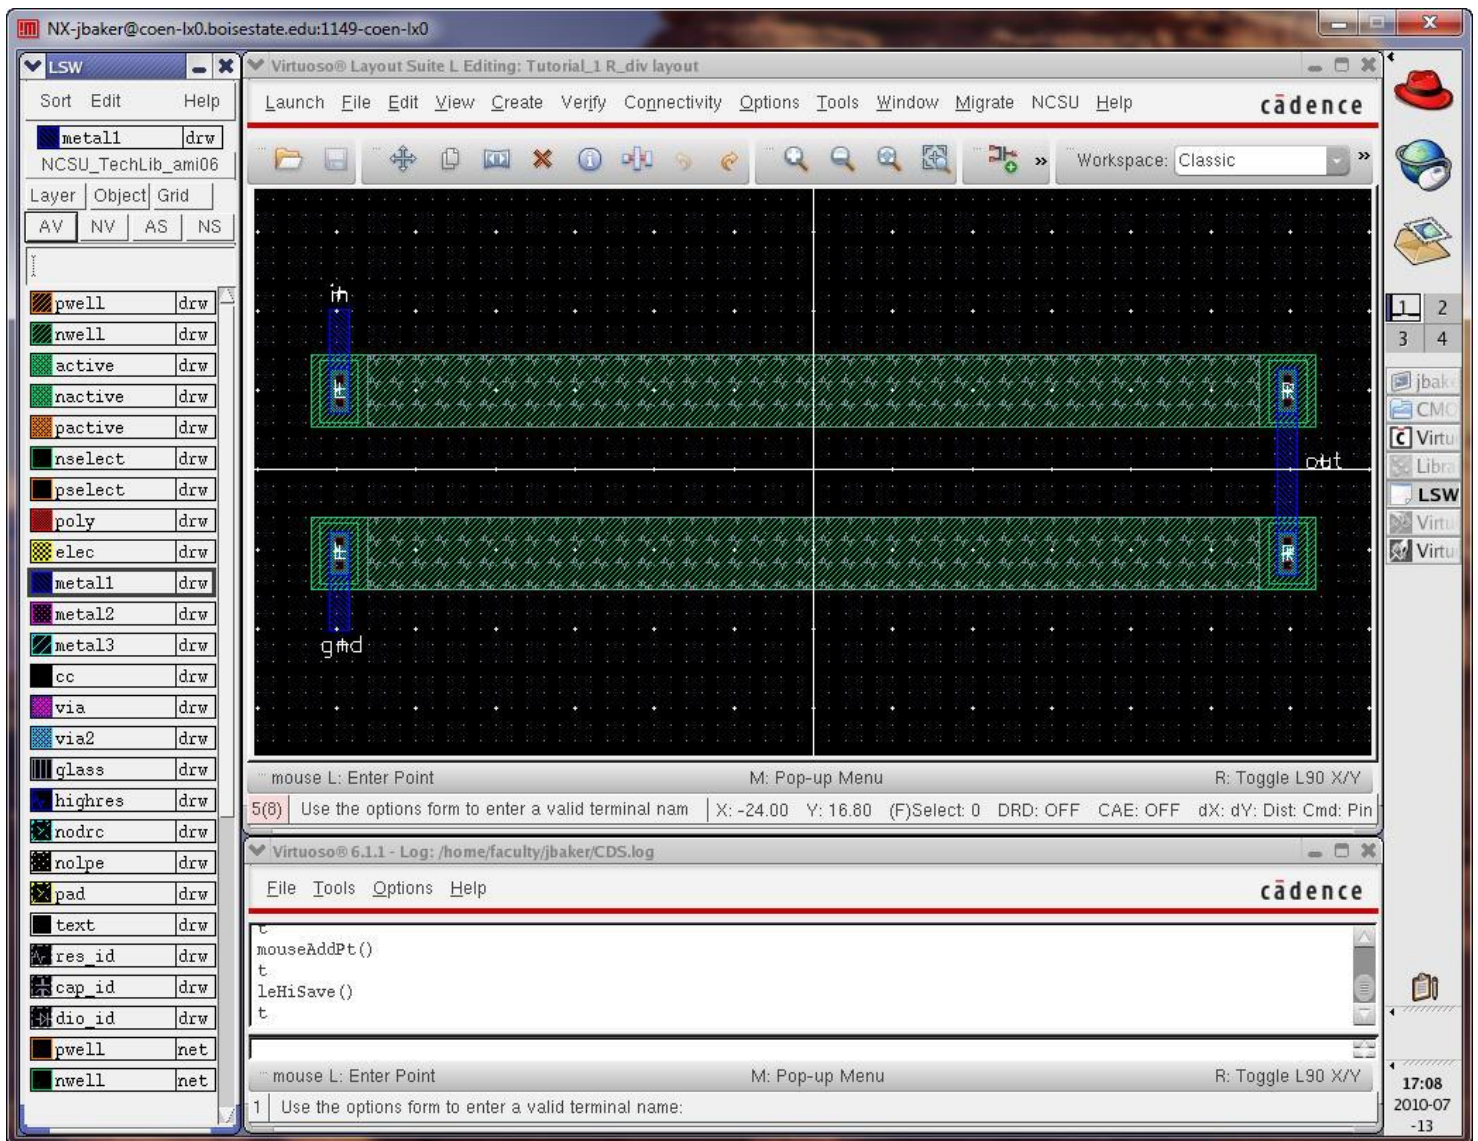 NX-jbaker@coen-lx0.boisestate.edu:1149-coen-lx0
LSW
Sort Edit Help
metal1 drw
NCSU_TechLib_ami06
Layer Object Grid
AV NV AS NS
pwell drw
nwell drw
active drw
nactive drw
pactive drw
nselect drw
pselect drw
poly drw
elec drw
metal1 drw
metal2 drw
metal3 drw
cc drw
via drw
via2 drw
glass drw
highres drw
nodrc drw
nolpe drw
pad drw
text drw
res_id drw
cap_id drw
dio_id drw
pwell net
nwell net
Virtuoso® Layout Suite L Editing: Tutorial_1 R_div layout
Launch File Edit View Create Verify Connectivity Options Tools Window Migrate NCSU Help
cādence
» Workspace: Classic »
in
out
gnd
mouse L: Enter Point M: Pop-up Menu R: Toggle L90 X/Y
5(8) Use the options form to enter a valid terminal nam X: -24.00 Y: 16.80 (F)Select: 0 DRD: OFF CAE: OFF dX: dY: Dist: Cmd: Pin
Virtuoso® 6.1.1 - Log: /home/faculty/jbaker/CDS.log
File Tools Options Help
cādence
t
mouseAddPt()
t
leHiSave()
t
mouse L: Enter Point M: Pop-up Menu R: Toggle L90 X/Y
1 Use the options form to enter a valid terminal name:
1 2
3 4
jbake
CMO
Virtu
Libra
LSW
Virtu
Virtu
17:08
2010-07
-13